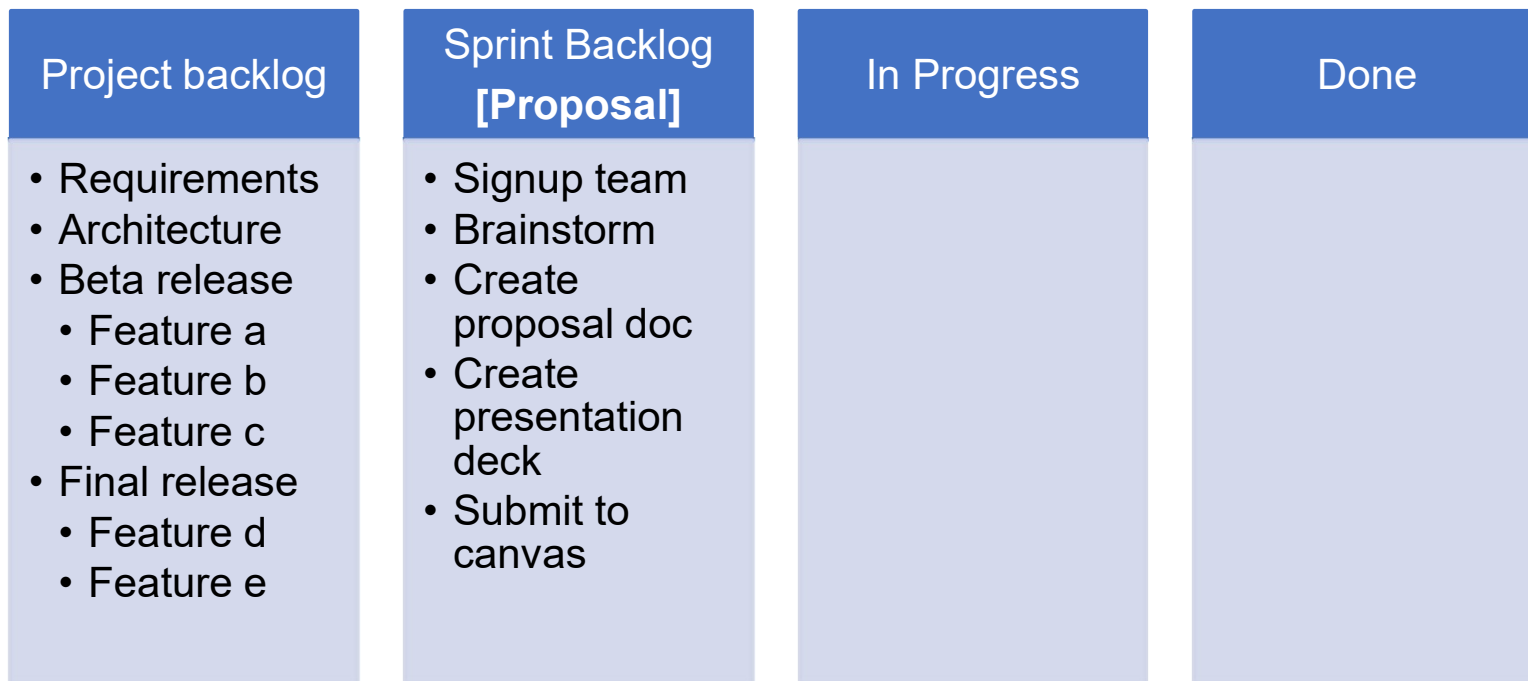 Project backlog
• Requirements
• Architecture
• Beta release
• Feature a
• Feature b
• Feature c
• Final release
• Feature d
• Feature e
Sprint Backlog
[Proposal]
• Signup team
• Brainstorm
• Create
proposal doc
• Create
presentation
deck
• Submit to
canvas
In Progress
Done